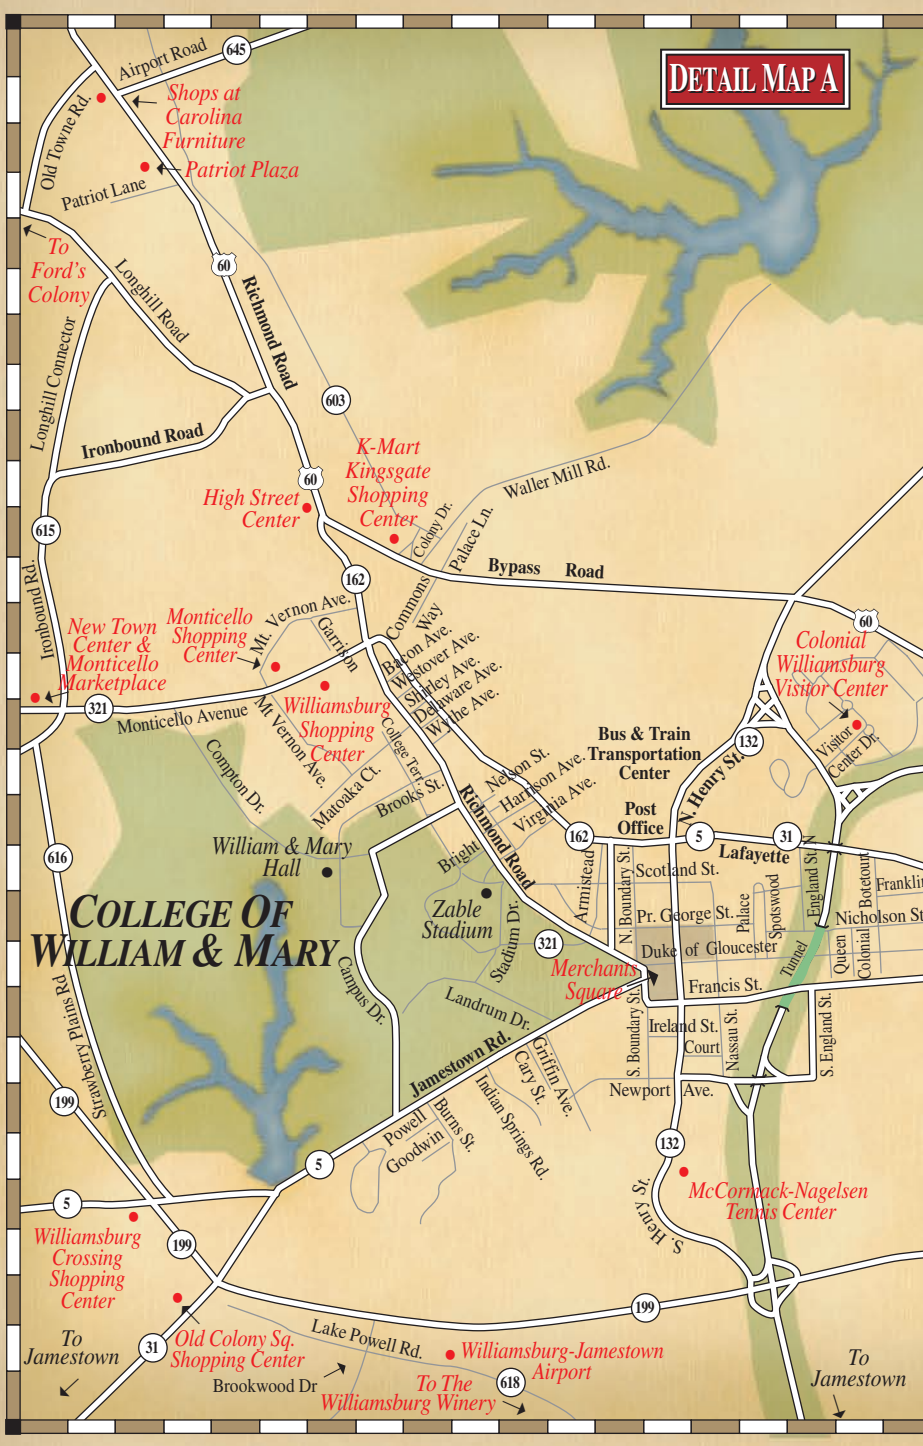 DETAIL MAP A
Airport Road
645
Old Towne Rd.
Shops at
Carolina
Furniture
Patriot Plaza
Patriot Lane
To
Ford's
Colony
60
Longhill Road
Richmond Road
Longhill Connector
603
Ironbound Road
K-Mart
Kingsgate
Shopping
Center
60
High Street
Center
Waller Mill Rd.
Colony Dr.
Palace Ln.
615
Bypass Road
162
Ironbound Rd.
Commons
Way
Mt. Vernon Ave.
Garrison
60
New Town
Center &
Monticello
Marketplace
Monticello
Shopping
Center
Bacon Ave.
Westover Ave.
Shirley Ave.
Delaware Ave.
Wythe Ave.
Colonial
Williamsburg
Visitor Center
321
Monticello Avenue
Mt Vernon Ave.
Williamsburg
Shopping
Center
College Terr.
Visitor
Center Dr.
132
Bus & Train
Transportation
Center
N. Henry St.
Compton Dr.
Matoaka Ct.
Brooks St.
Nelson St.
Harrison Ave.
Virginia Ave.
Richmond Road
Post
Office
162
5
31
Lafayette
616
William & Mary
Hall
Bright
Armistead
N. Boundary St.
Scotland St.
Palace
Spotswood
England St. N
Botetourt
Franklin
COLLEGE OF
WILLIAM & MARY
Zable
Stadium
Stadium Dr.
321
Pr. George St.
Nicholson St
Duke of Gloucester
Tunnel
Queen
Colonial
Merchants
Square
Francis St.
Campus Dr.
Landrum Dr.
Jamestown Rd.
S. Boundary St.
Ireland St.
Court
Nassau St.
S. England St.
Strawberry Plains Rd
Griffin Ave.
Cary St.
Indian Springs Rd.
Newport Ave.
199
Powell
Burns St.
Goodwin
132
5
5
McCormack-Nagelsen
Tennis Center
S. Henry St.
Williamsburg
Crossing
Shopping
Center
199
199
Old Colony Sq.
Shopping Center
31
To
Jamestown
Lake Powell Rd.
Brookwood Dr
Williamsburg-Jamestown
Airport
To The
Williamsburg Winery
618
To
Jamestown